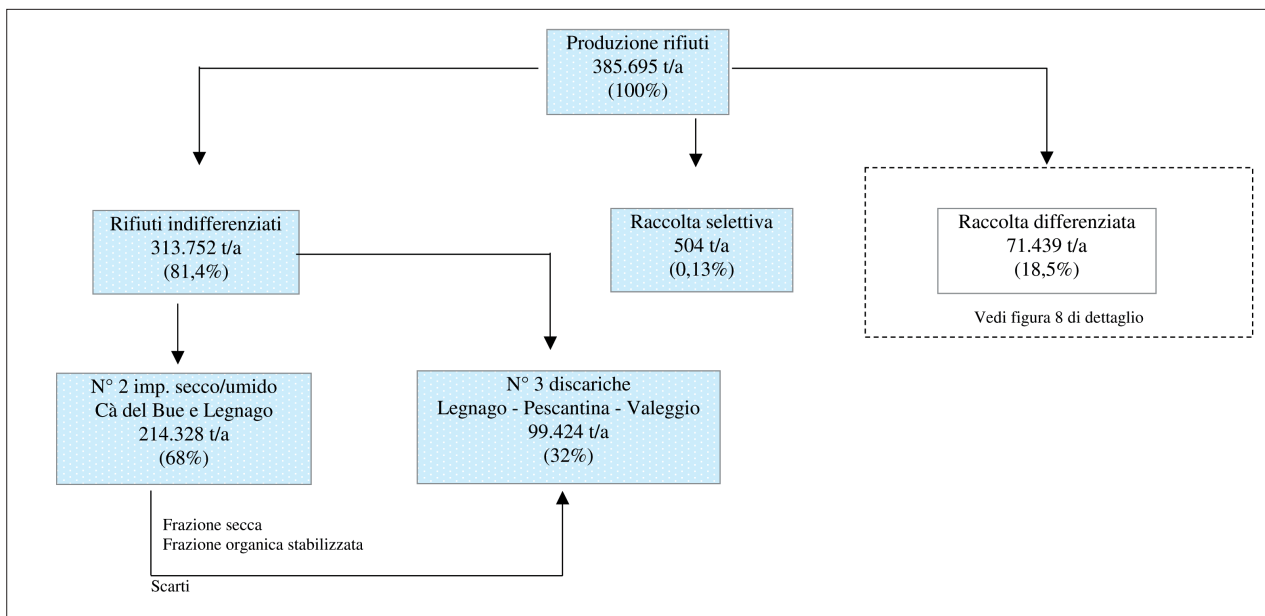 Produzione rifiuti
385.695 t/a
(100%)
Rifiuti indifferenziati
313.752 t/a
(81,4%)
Raccolta selettiva
504 t/a
(0,13%)
Raccolta differenziata
71.439 t/a
(18,5%)
Vedi figura 8 di dettaglio
N° 2 imp. secco/umido
Cà del Bue e Legnago
214.328 t/a
(68%)
N° 3 discariche
Legnago - Pescantina - Valeggio
99.424 t/a
(32%)
Frazione secca
Frazione organica stabilizzata
Scarti